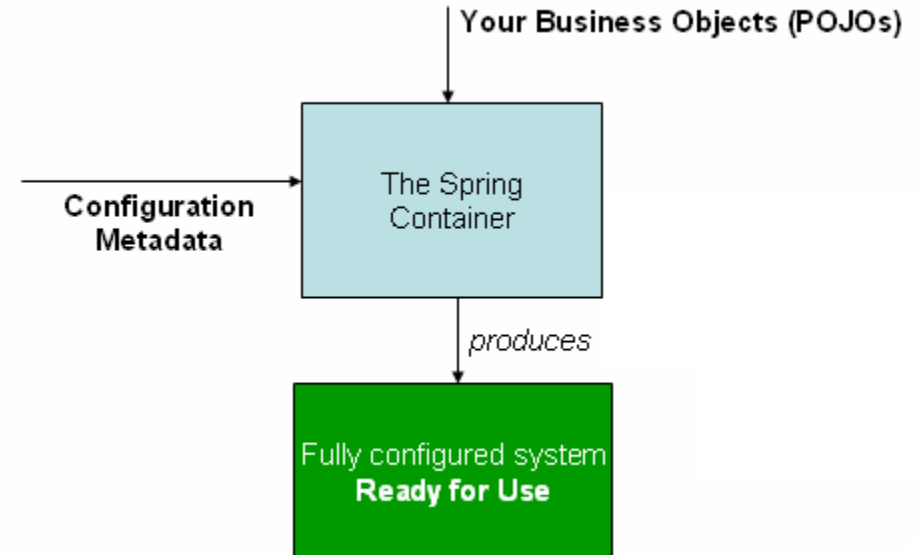 Your Business Objects (POJOs)
The Spring
Container
Configuration
Metadata
produces
Fully configured system
Ready for Use